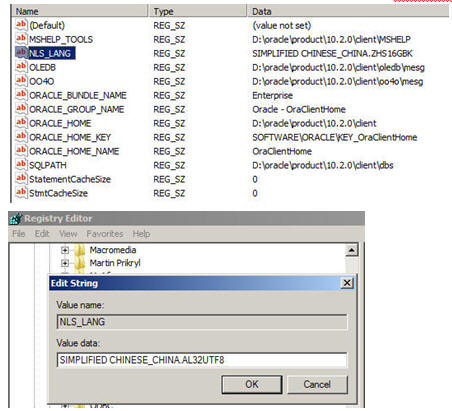 Name Type Data
(Default) REG_SZ (value not set)
MSHELP_TOOLS REG_SZ D:\oracle\product\10.2.0\client\MSHELP
NLS_LANG REG_SZ SIMPLIFIED CHINESE_CHINA.ZHS16GBK
OLEDB REG_SZ D:\oracle\product\10.2.0\client\oledb\mesg
OO4O REG_SZ D:\oracle\product\10.2.0\client\oo4o\mesg
ORACLE_BUNDLE_NAME REG_SZ Enterprise
ORACLE_GROUP_NAME REG_SZ Oracle - OraClientHome
ORACLE_HOME REG_SZ D:\oracle\product\10.2.0\client
ORACLE_HOME_KEY REG_SZ SOFTWARE\ORACLE\KEY_OraClientHome
ORACLE_HOME_NAME REG_SZ OraClientHome
SQLPATH REG_SZ D:\oracle\product\10.2.0\client\dbs
StatementCacheSize REG_SZ 0
StmtCacheSize REG_SZ 0
Registry Editor
File Edit View Favorites Help
Macromedia
Martin Prikryl
Edit String
Value name:
NLS_LANG
Value data:
SIMPLIFIED CHINESE_CHINA.AL32UTF8
OK Cancel